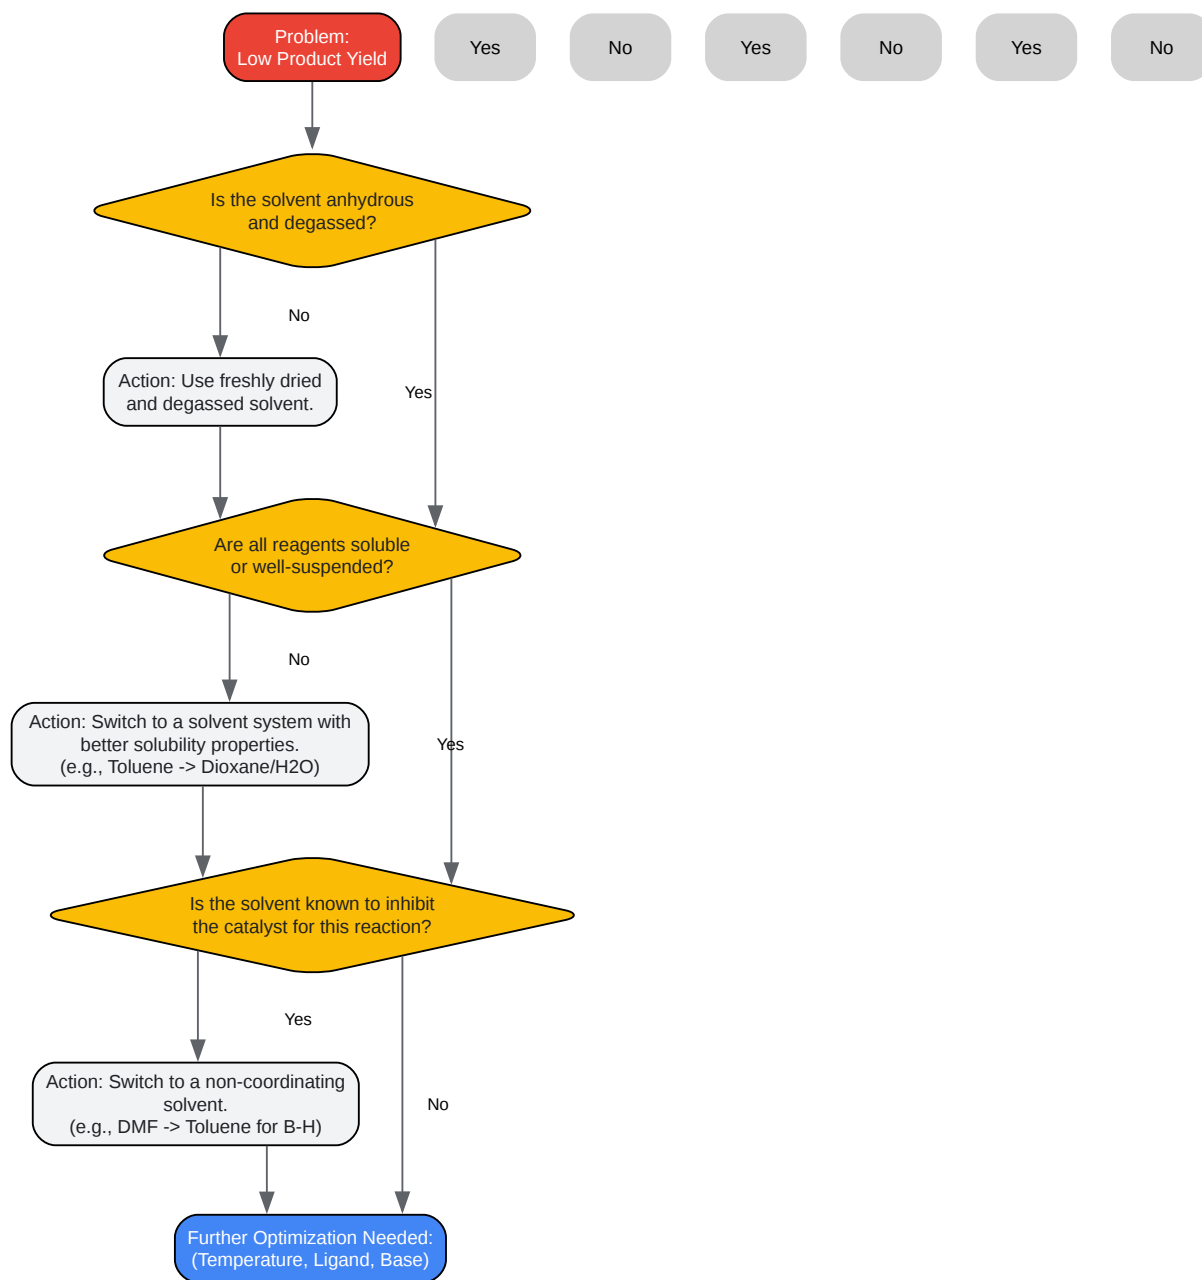 Problem:
Low Product Yield
Yes
No
Yes
No
Yes
No
Is the solvent anhydrous
and degassed?
No
Action: Use freshly dried
and degassed solvent.
Yes
Are all reagents soluble
or well-suspended?
No
Action: Switch to a solvent system with
better solubility properties.
(e.g., Toluene -> Dioxane/H2O)
Yes
Is the solvent known to inhibit
the catalyst for this reaction?
Yes
Action: Switch to a non-coordinating
solvent.
(e.g., DMF -> Toluene for B-H)
No
Further Optimization Needed:
(Temperature, Ligand, Base)